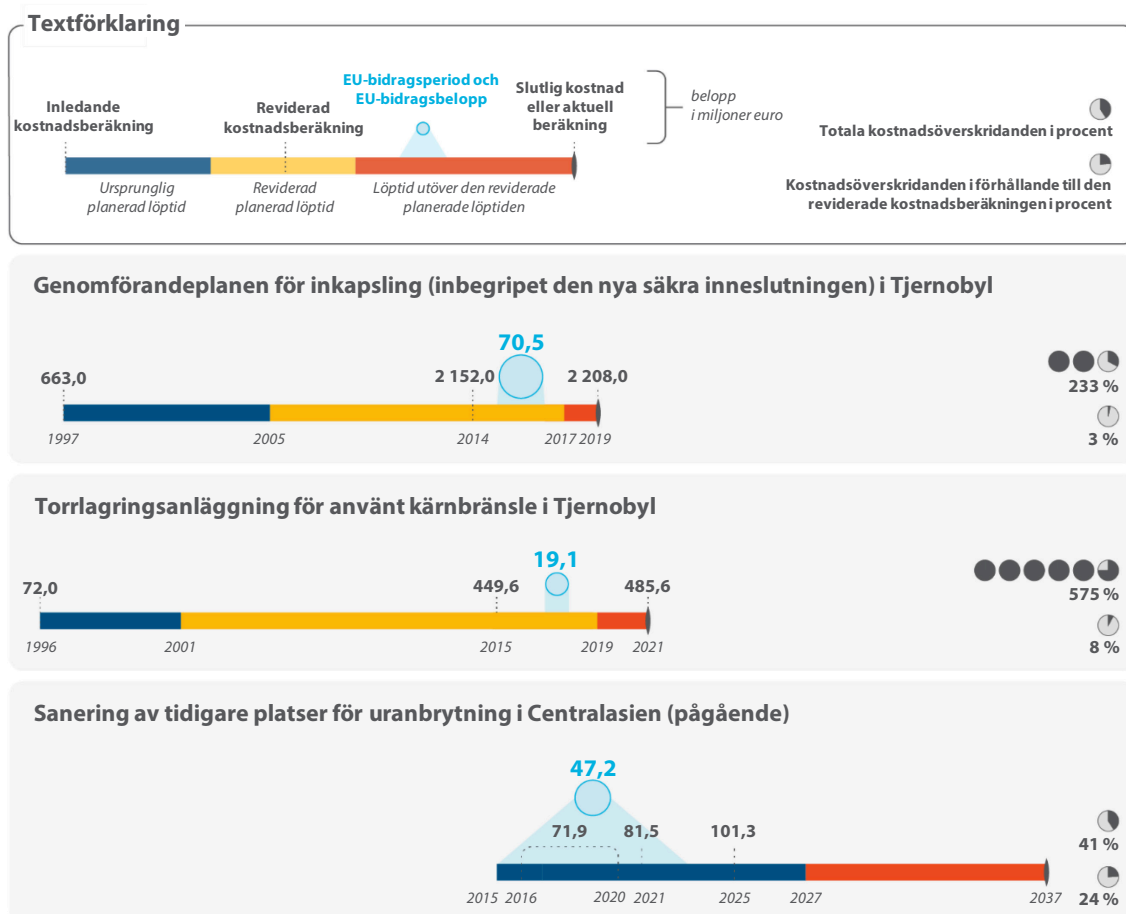 Textförklaring
Inledande
kostnadsberäkning
Reviderad
kostnadsberäkning
EU-bidragsperiod och
EU-bidragsbelopp
Slutlig kostnad
eller aktuell
beräkning
belopp
i miljoner euro
Ursprunglig
planerad löptid
Reviderad
planerad löptid
Löptid utöver den reviderade
planerade löptiden
Totala kostnadsöverskridanden i procent
Kostnadsöverskridanden i förhållande till den
reviderade kostnadsberäkningen i procent
Genomförandeplanen för inkapsling (inbegripet den nya säkra inneslutningen) i Tjernobyl
70,5
663,0 2 152,0 2 208,0
1997 2005 2014 2017 2019
233 %
3 %
Torrlagringsanläggning för använt kärnbränsle i Tjernobyl
19,1
72,0 449,6 485,6
1996 2001 2015 2019 2021
575 %
8 %
Sanering av tidigare platser för uranbrytning i Centralasien (pågående)
47,2
71,9 81,5 101,3
2015 2016 2020 2021 2025 2027 2037
41 %
24 %